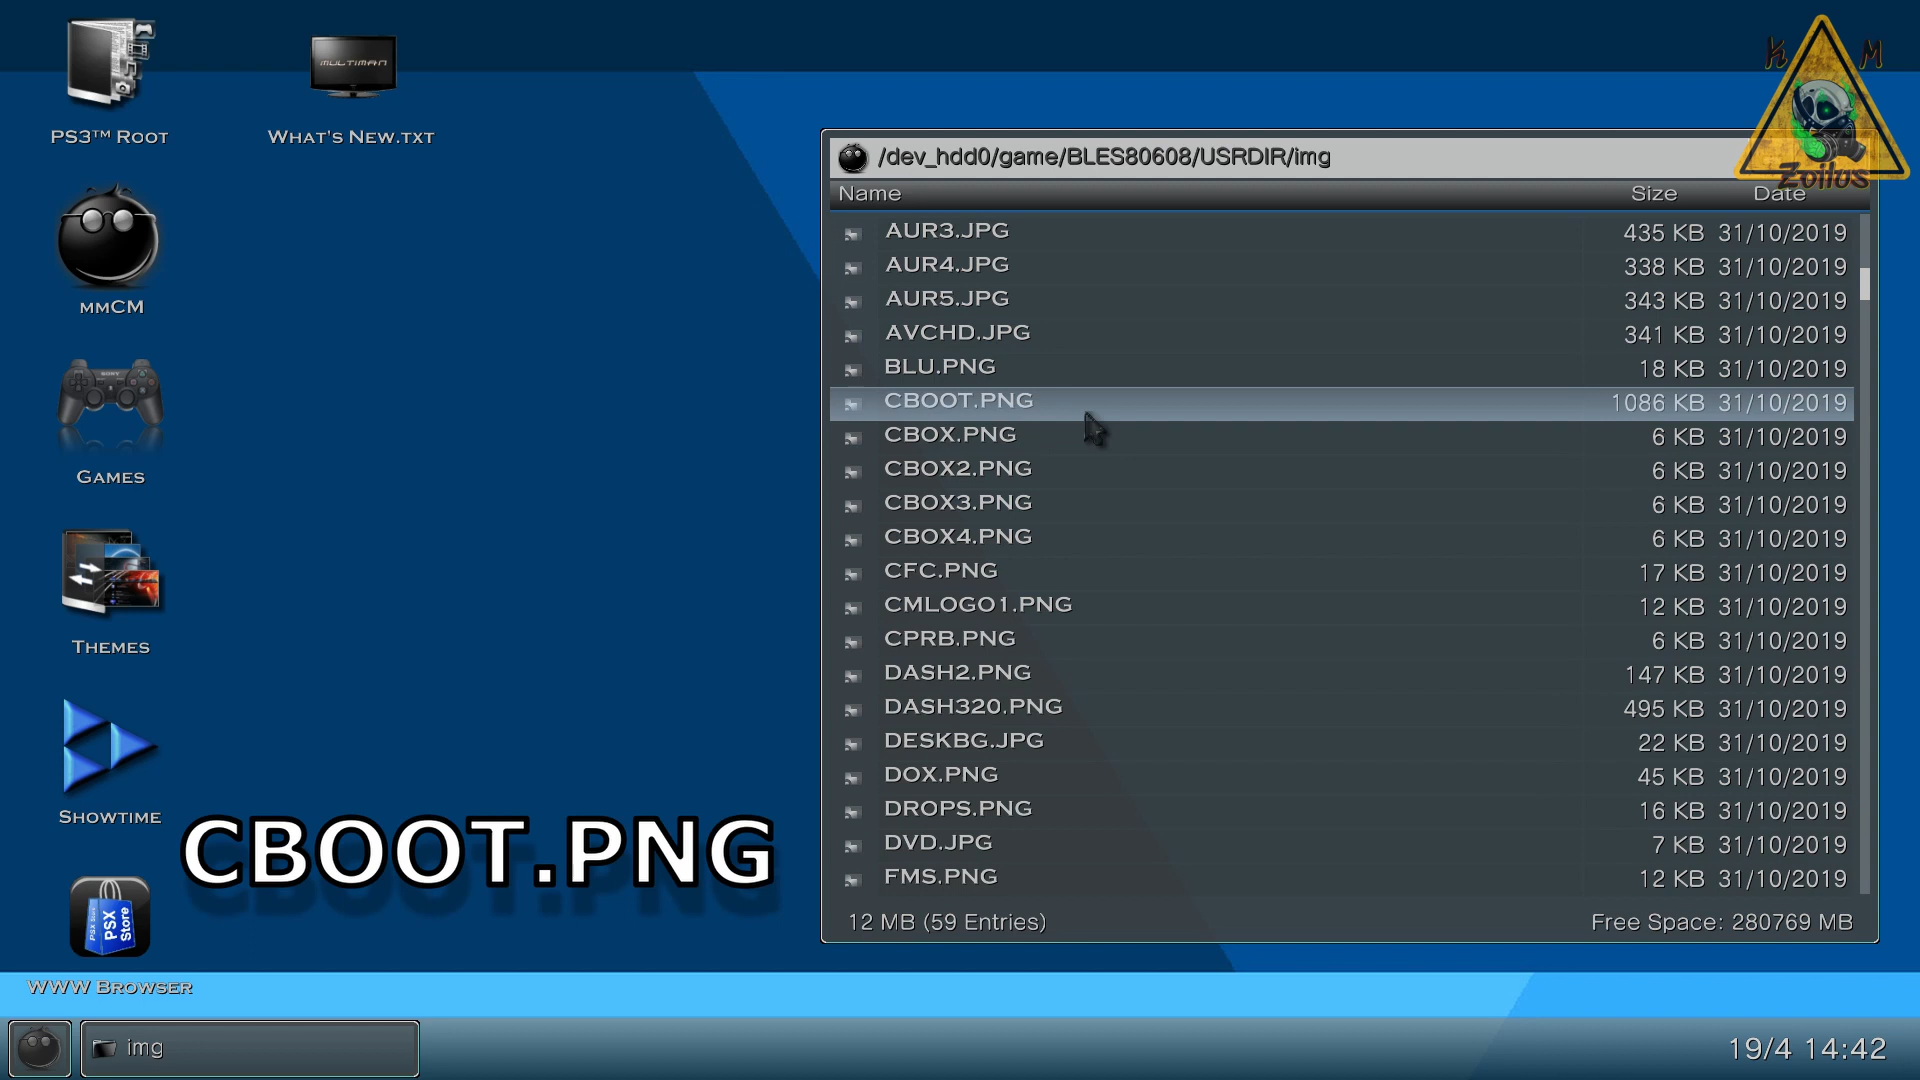 PS3™ Root
MULTIMAN
What's New.txt
K M
Zoilus
mmCM
SONY
Games
Themes
Showtime
PSX Store
PSX Store
WWW Browser
/dev_hdd0/game/BLES80608/USRDIR/img
Name Size Date
AUR3.JPG 435 KB 31/10/2019
AUR4.JPG 338 KB 31/10/2019
AUR5.JPG 343 KB 31/10/2019
AVCHD.JPG 341 KB 31/10/2019
BLU.PNG 18 KB 31/10/2019
CBOOT.PNG 1086 KB 31/10/2019
CBOX.PNG 6 KB 31/10/2019
CBOX2.PNG 6 KB 31/10/2019
CBOX3.PNG 6 KB 31/10/2019
CBOX4.PNG 6 KB 31/10/2019
CFC.PNG 17 KB 31/10/2019
CMLOGO1.PNG 12 KB 31/10/2019
CPRB.PNG 6 KB 31/10/2019
DASH2.PNG 147 KB 31/10/2019
DASH320.PNG 495 KB 31/10/2019
DESKBG.JPG 22 KB 31/10/2019
DOX.PNG 45 KB 31/10/2019
DROPS.PNG 16 KB 31/10/2019
DVD.JPG 7 KB 31/10/2019
FMS.PNG 12 KB 31/10/2019
12 MB (59 Entries) Free Space: 280769 MB
CBOOT.PNG
img
19/4 14:42